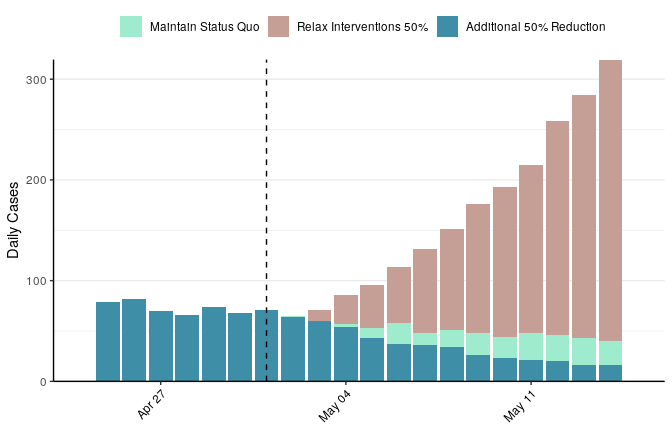 Maintain Status Quo Relax Interventions 50% Additional 50% Reduction
Daily Cases
300
200
100
0
Apr 27 May 04 May 11